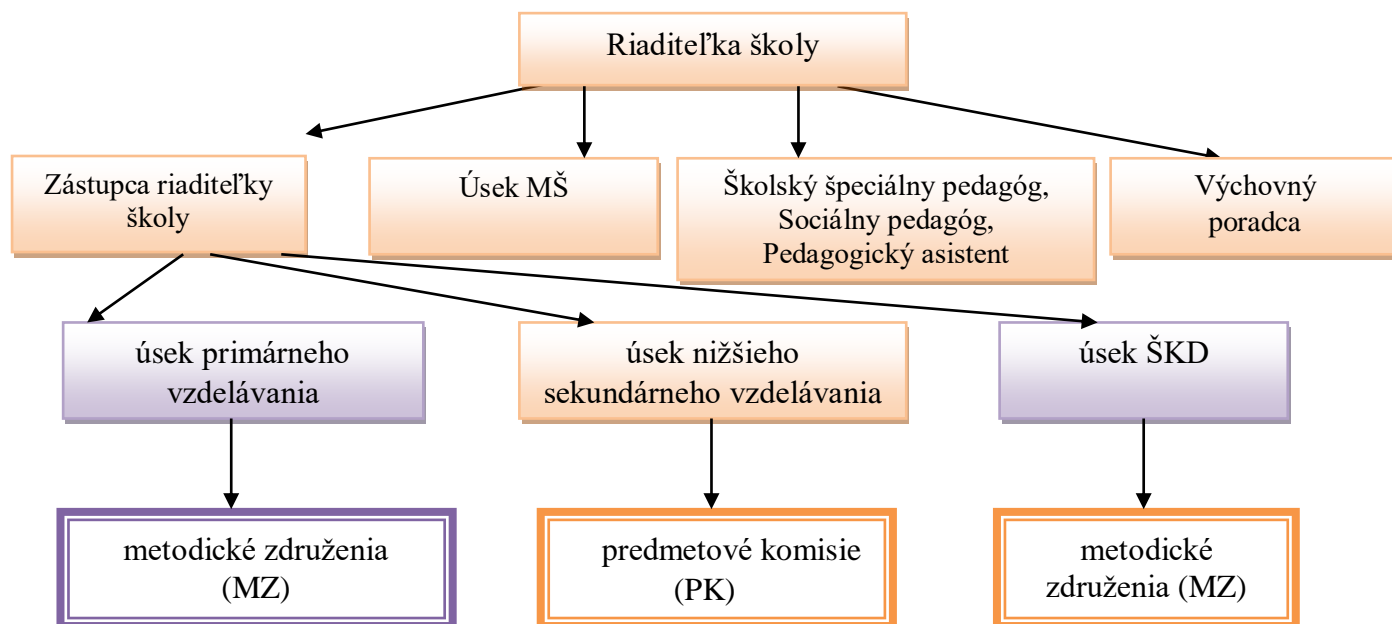 Riaditeľka školy
Zástupca riaditeľky
školy
Úsek MŠ
Školský špeciálny pedagóg,
Sociálny pedagóg,
Pedagogický asistent
Výchovný
poradca
úsek primárneho
vzdelávania
úsek nižšieho
sekundárneho vzdelávania
úsek ŠKD
metodické združenia
(MZ)
predmetové komisie
(PK)
metodické
združenia (MZ)